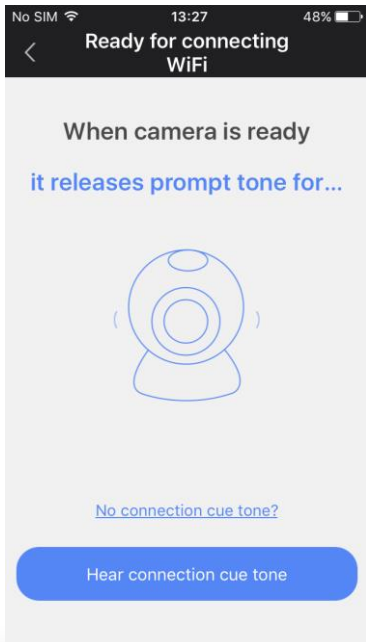 No SIM 13:27 48%
Ready for connecting
WiFi
When camera is ready
it releases prompt tone for...
No connection cue tone?
Hear connection cue tone